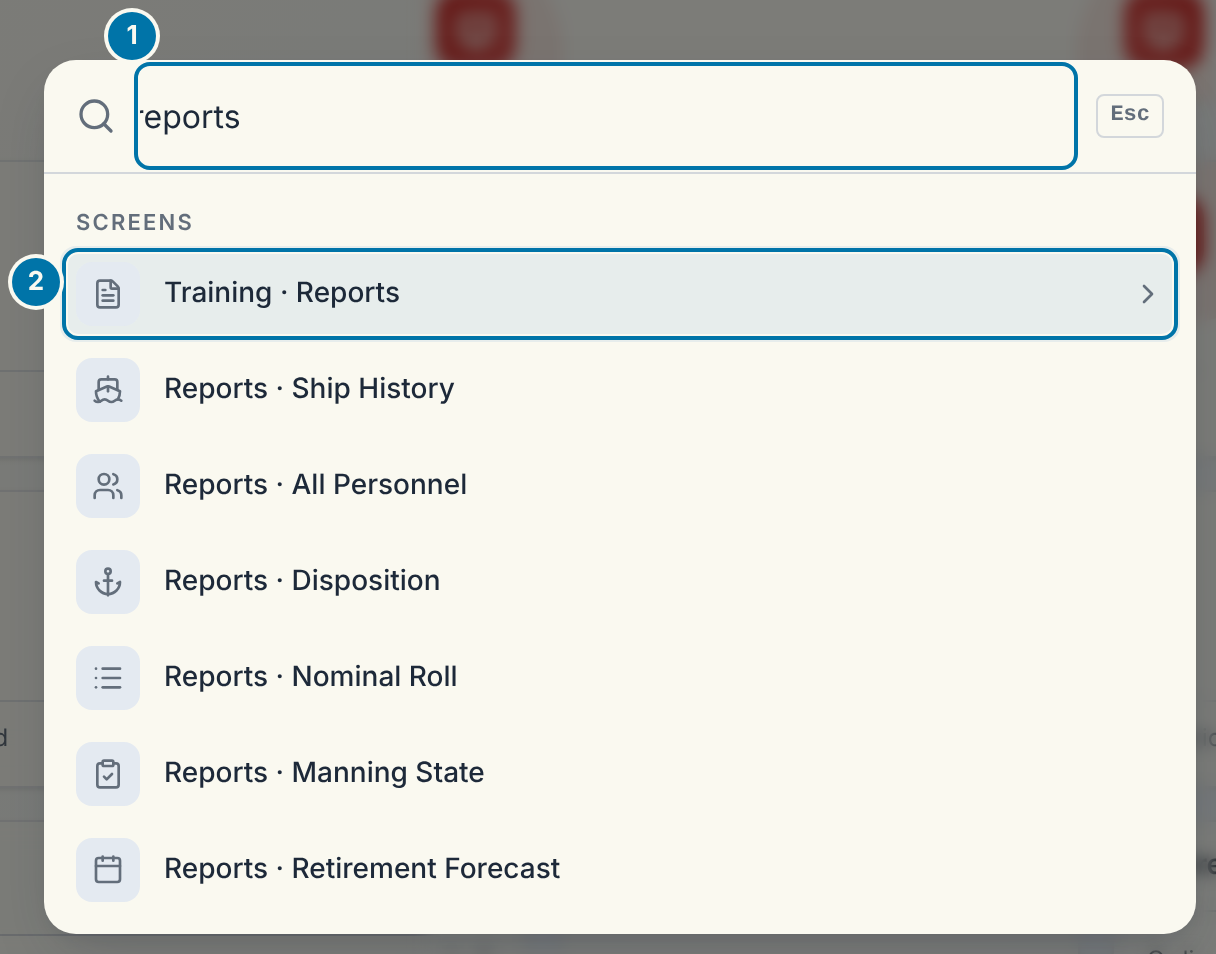 1
reports
Esc
SCREENS
2
Training · Reports
Reports · Ship History
Reports · All Personnel
Reports · Disposition
Reports · Nominal Roll
Reports · Manning State
Reports · Retirement Forecast